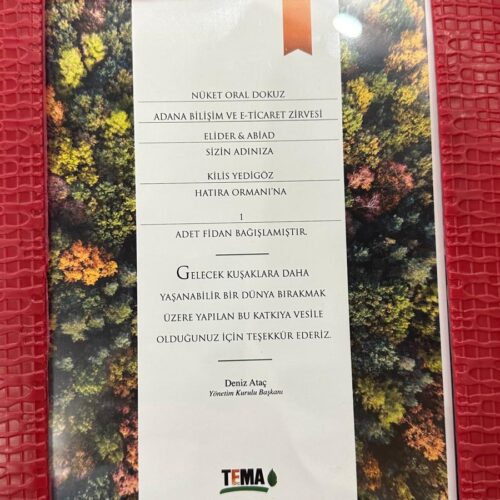 NÜKET ORAL DOKUZ
ADANA BİLİŞİM VE E-TİCARET ZİRVESİ
ELİDER & ABİAD
SİZİN ADINIZA
KİLİS YEDİGÖZ
HATIRA ORMANI'NA
1
ADET FİDAN BAĞIŞLAMIŞTIR.
GELECEK KUŞAKLARA DAHA
YAŞANABİLİR BİR DÜNYA BIRAKMAK
ÜZERE YAPILAN BU KATKIYA VESİLE
OLDUĞUNUZ İÇİN TEŞEKKÜR EDERİZ.
Deniz Ataç
Yönetim Kurulu Başkanı
TEMA